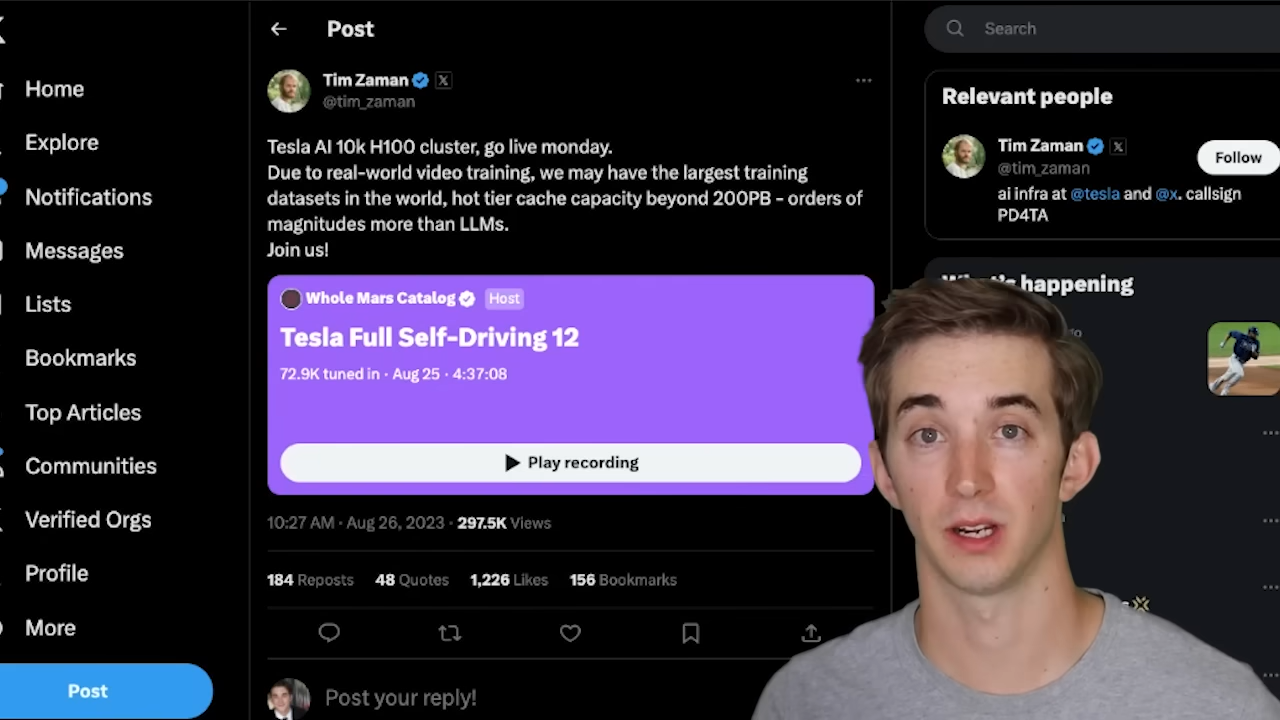 Post
Search
Home
Explore
Notifications
Messages
Lists
Bookmarks
Top Articles
Communities
Verified Orgs
Profile
More
Post
Tim Zaman
@tim_zaman
Tesla AI 10k H100 cluster, go live monday.
Due to real-world video training, we may have the largest training
datasets in the world, hot tier cache capacity beyond 200PB - orders of
magnitudes more than LLMs.
Join us!
Whole Mars Catalog Host
Tesla Full Self-Driving 12
72.9K tuned in · Aug 25 · 4:37:08
Play recording
10:27 AM · Aug 26, 2023 · 297.5K Views
184 Reposts 48 Quotes 1,226 Likes 156 Bookmarks
Post your reply!
Relevant people
Tim Zaman
@tim_zaman
Follow
ai infra at @tesla and @x. callsign
PD4TA
What's happening